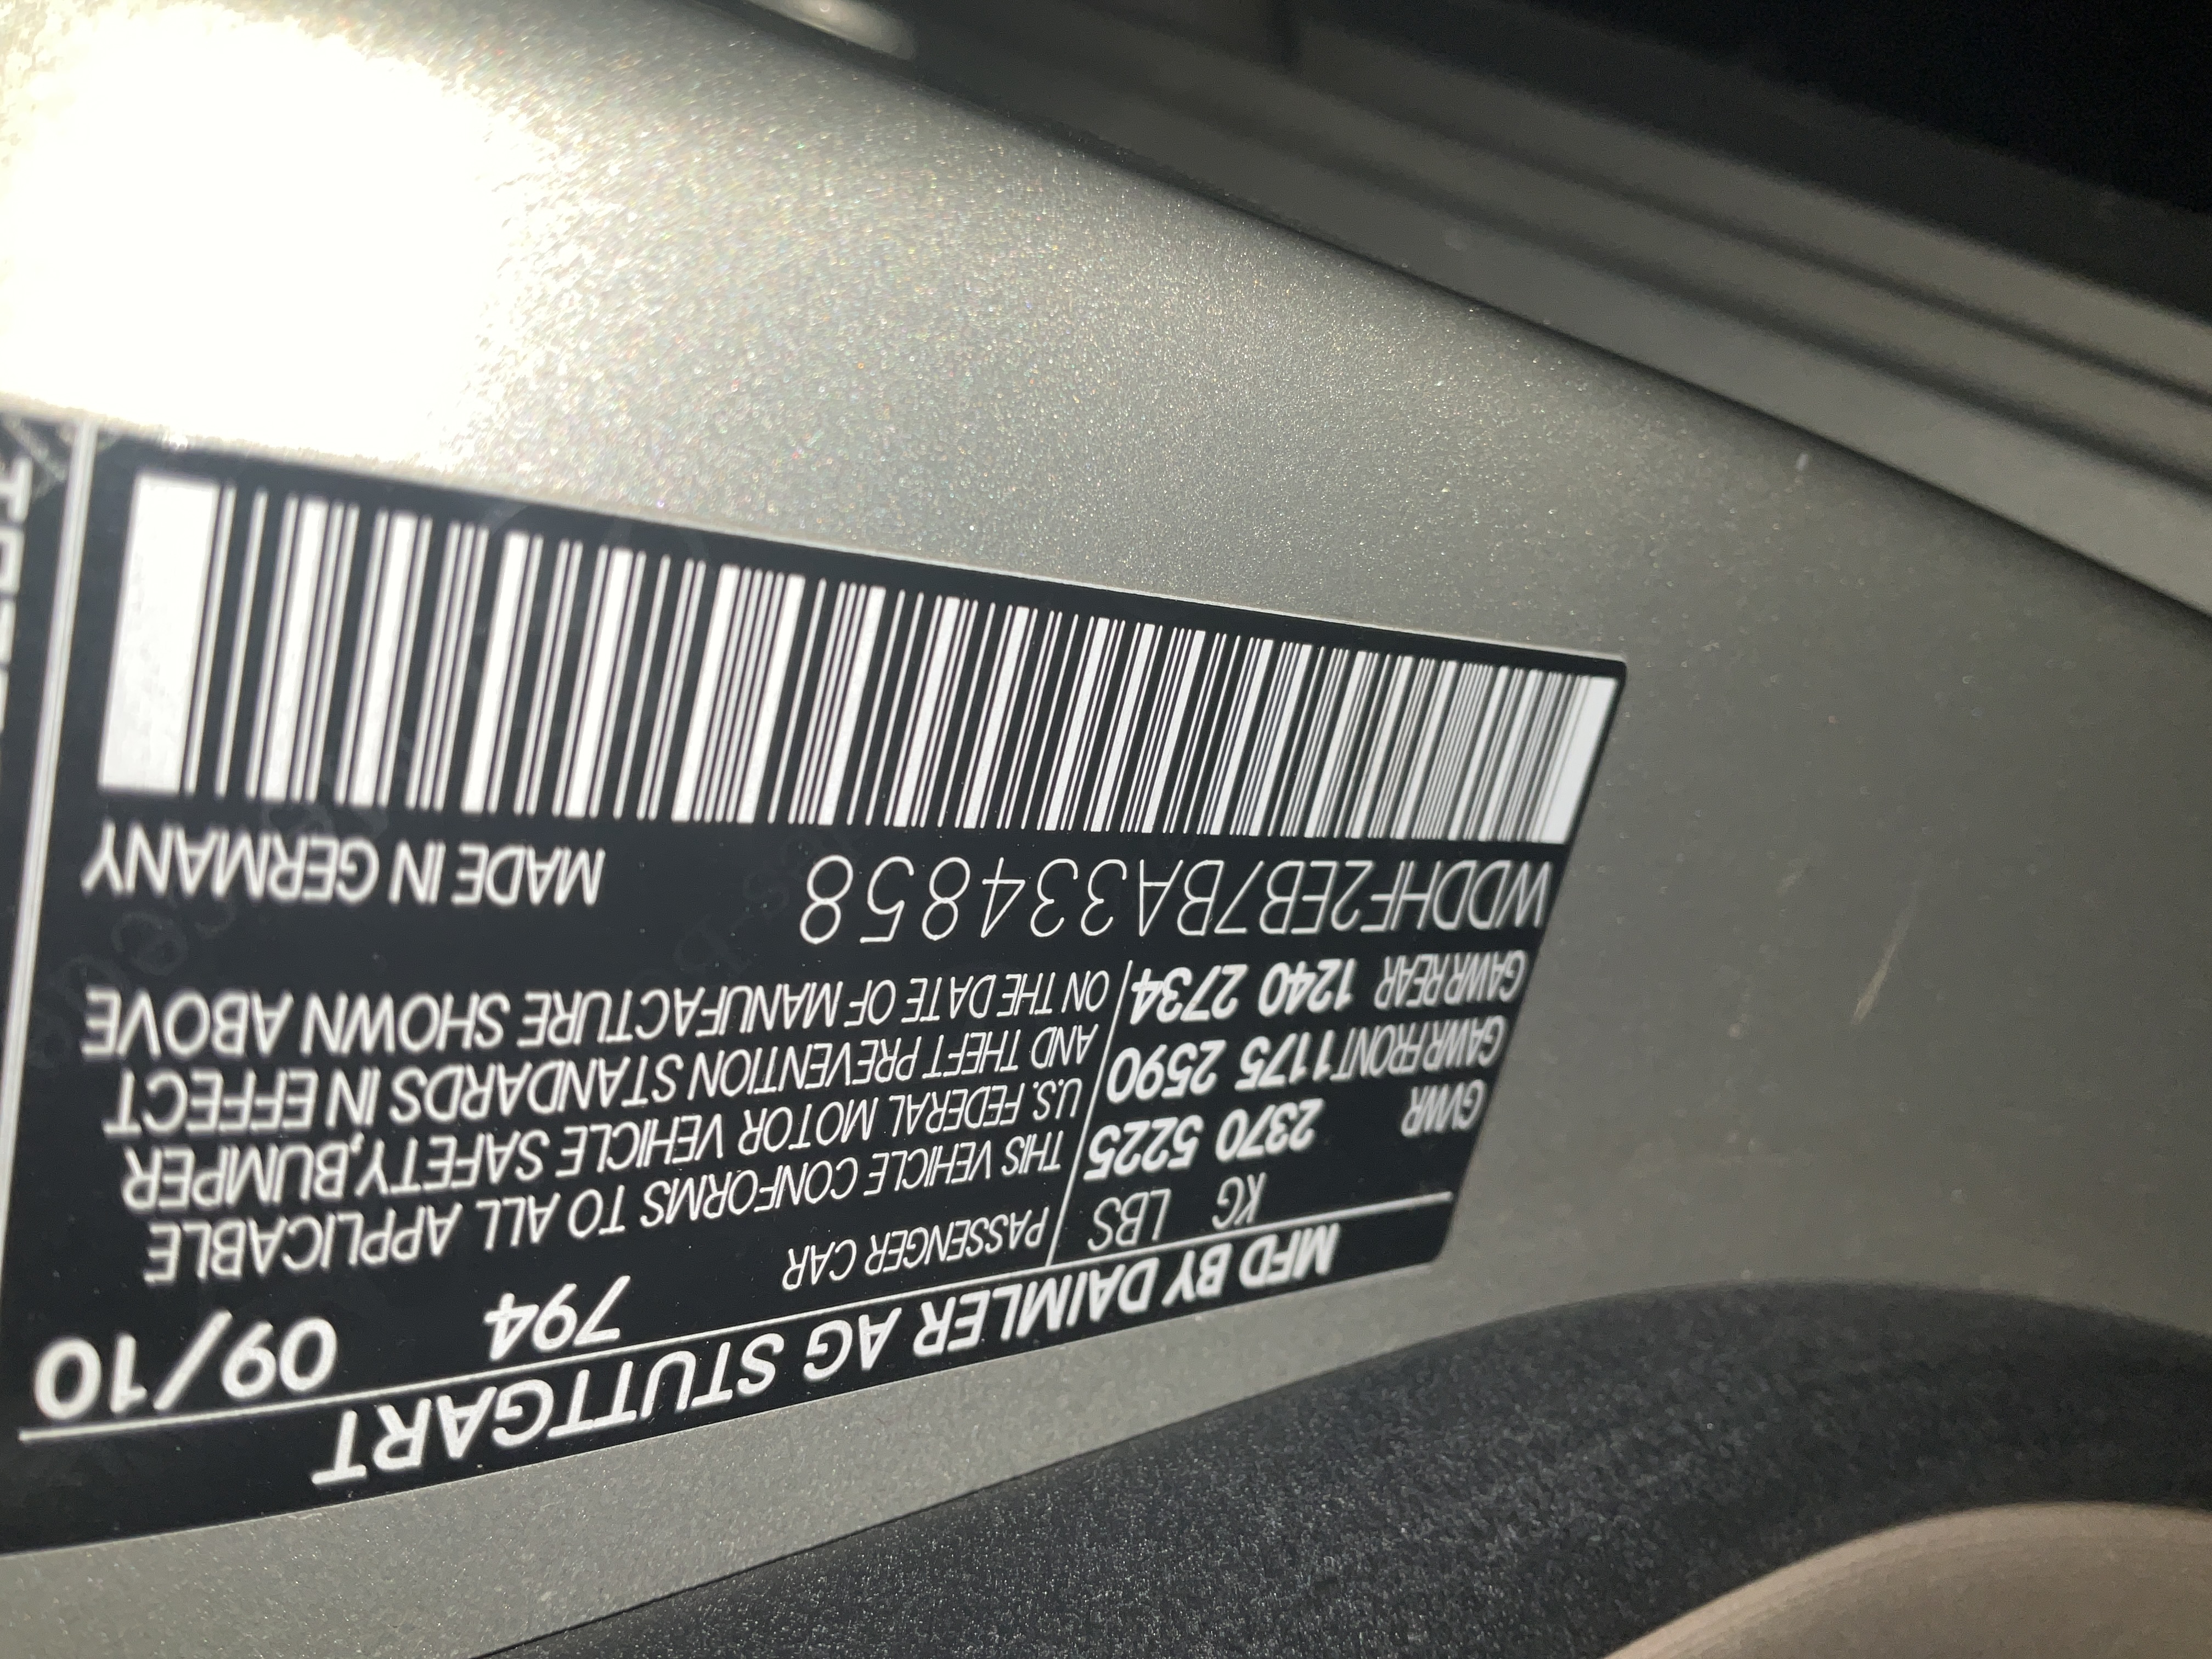 MFD BY DAIMLER AG STUTTGART
794 09/10
KG LBS
GVWR 2370 5225
GAWR FRONT 1175 2590
GAWR REAR 1240 2734
PASSENGER CAR
THIS VEHICLE CONFORMS TO ALL APPLICABLE
U.S. FEDERAL MOTOR VEHICLE SAFETY,BUMPER
AND THEFT PREVENTION STANDARDS IN EFFECT
ON THE DATE OF MANUFACTURE SHOWN ABOVE
WDDHF2EB7BA334858 MADE IN GERMANY